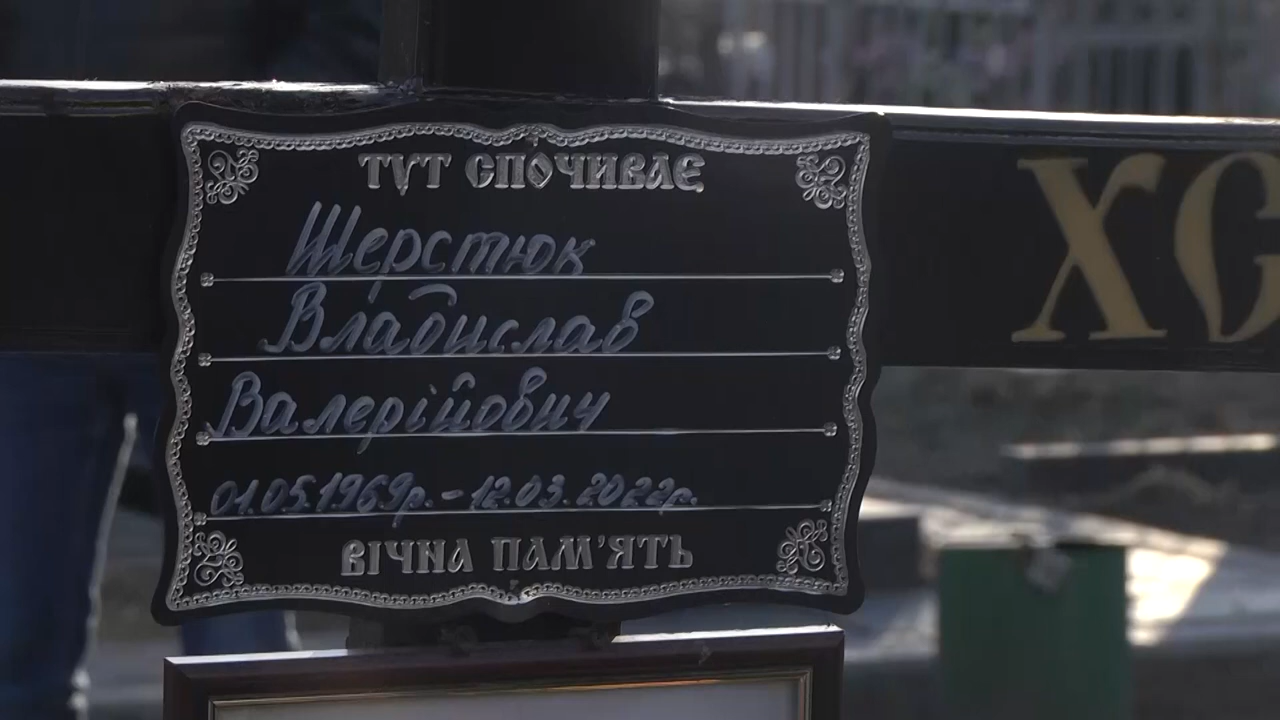 ТУТ СПОЧИВАЄ
Шерстюк
Владислав
Валерійович
01.05.1969р. - 12.03.2022р.
ВІЧНА ПАМ'ЯТЬ
ХС